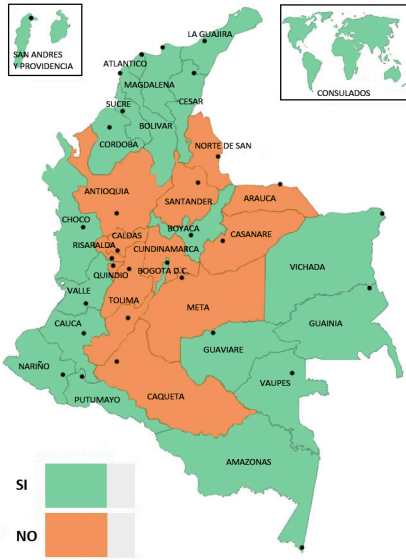 LA GUAJIRA
SAN ANDRES
Y PROVIDENCIA
ATLANTICO
MAGDALENA
CONSULADOS
SUCRE
CESAR
BOLIVAR
CORDOBA
NORTE DE SAN
ANTIOQUIA
SANTANDER
ARAUCA
CHOCO
BOYACA
CALDAS
CASANARE
RISARALDA
CUNDINAMARCA
QUINDIO
BOGOTA D.C.
VICHADA
VALLE
TOLIMA
META
CAUCA
GUAINIA
GUAVIARE
NARIÑO
VAUPES
PUTUMAYO
CAQUETA
AMAZONAS
SI
NO